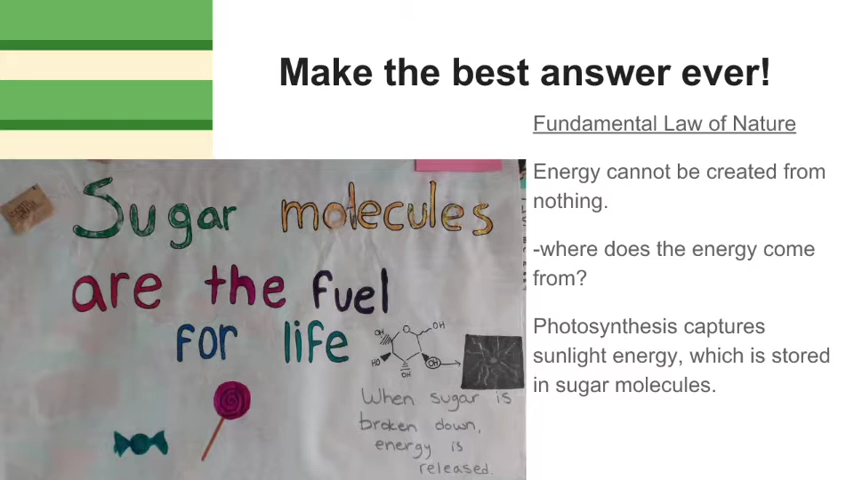 Make the best answer ever!
Fundamental Law of Nature
Energy cannot be created from
nothing.
-where does the energy come
from?
Photosynthesis captures
sunlight energy, which is stored
in sugar molecules.
Sugar molecules
are the fuel
for life
OH
O
OH
HO
OH
OH
When sugar is
broken down,
energy is
released.